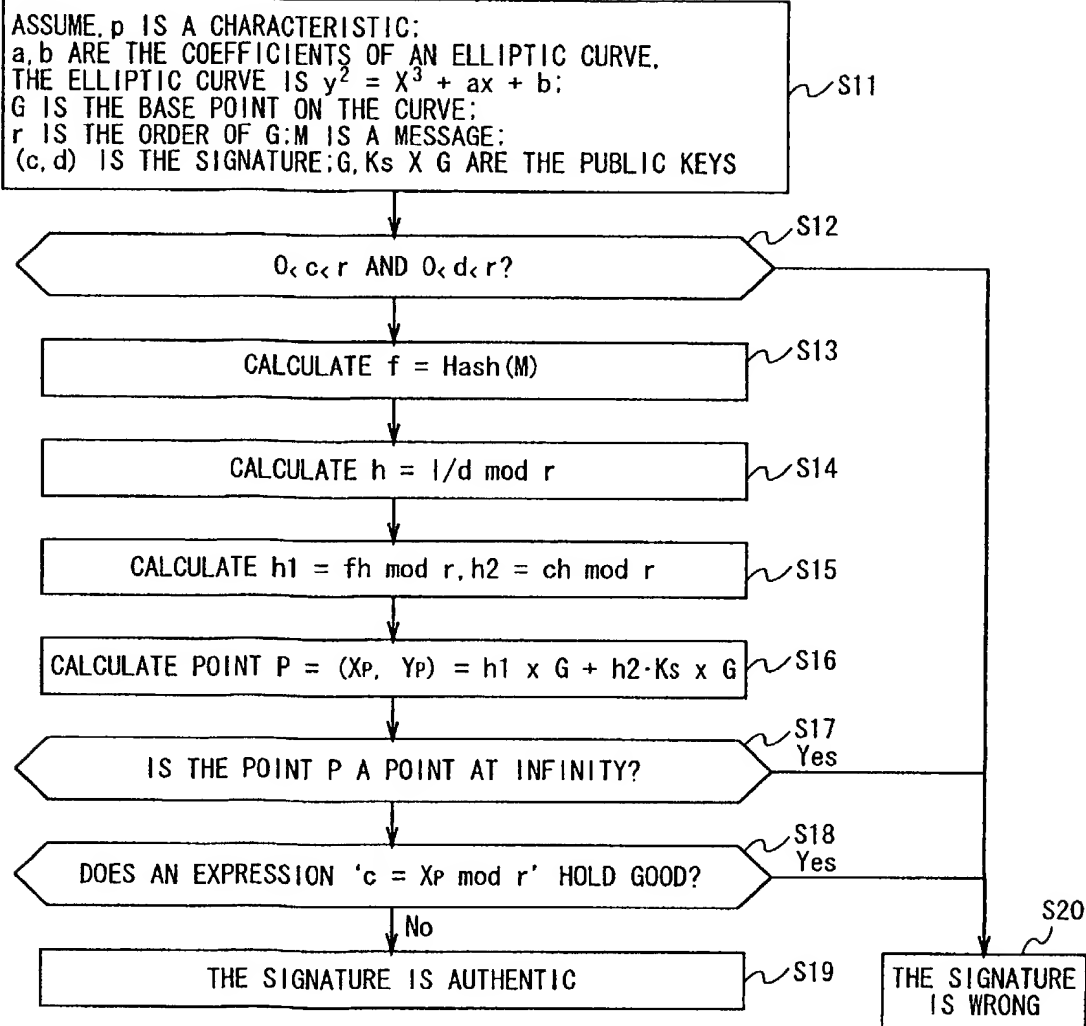 ASSUME, p IS A CHARACTERISTIC;
a, b ARE THE COEFFICIENTS OF AN ELLIPTIC CURVE,
THE ELLIPTIC CURVE IS y² = X³ + ax + b;
G IS THE BASE POINT ON THE CURVE;
r IS THE ORDER OF G;M IS A MESSAGE;
(c, d) IS THE SIGNATURE;G, Ks X G ARE THE PUBLIC KEYS
S11
S12
0< c< r AND 0< d< r?
CALCULATE f = Hash(M)
S13
CALCULATE h = 1/d mod r
S14
CALCULATE h1 = fh mod r, h2 = ch mod r
S15
CALCULATE POINT P = (XP, YP) = h1 x G + h2·Ks x G
S16
S17
IS THE POINT P A POINT AT INFINITY?
Yes
S18
DOES AN EXPRESSION ‘c = XP mod r’ HOLD GOOD?
Yes
No
THE SIGNATURE IS AUTHENTIC
S19
S20
THE SIGNATURE
IS WRONG